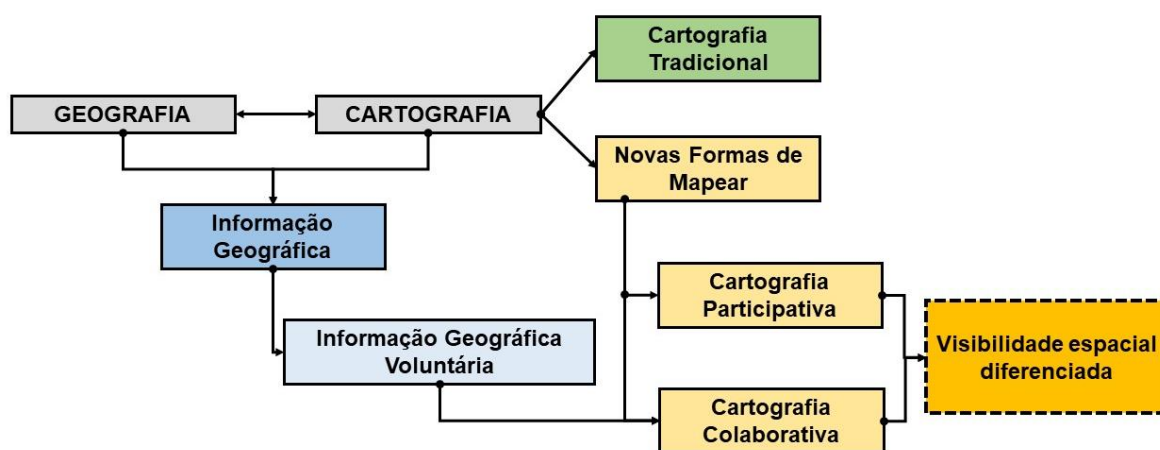 Cartografia
Tradicional
GEOGRAFIA
CARTOGRAFIA
Novas Formas de
Mapear
Informação
Geográfica
Cartografia
Participativa
Informação Geográfica
Voluntária
Visibilidade espacial
diferenciada
Cartografia
Colaborativa